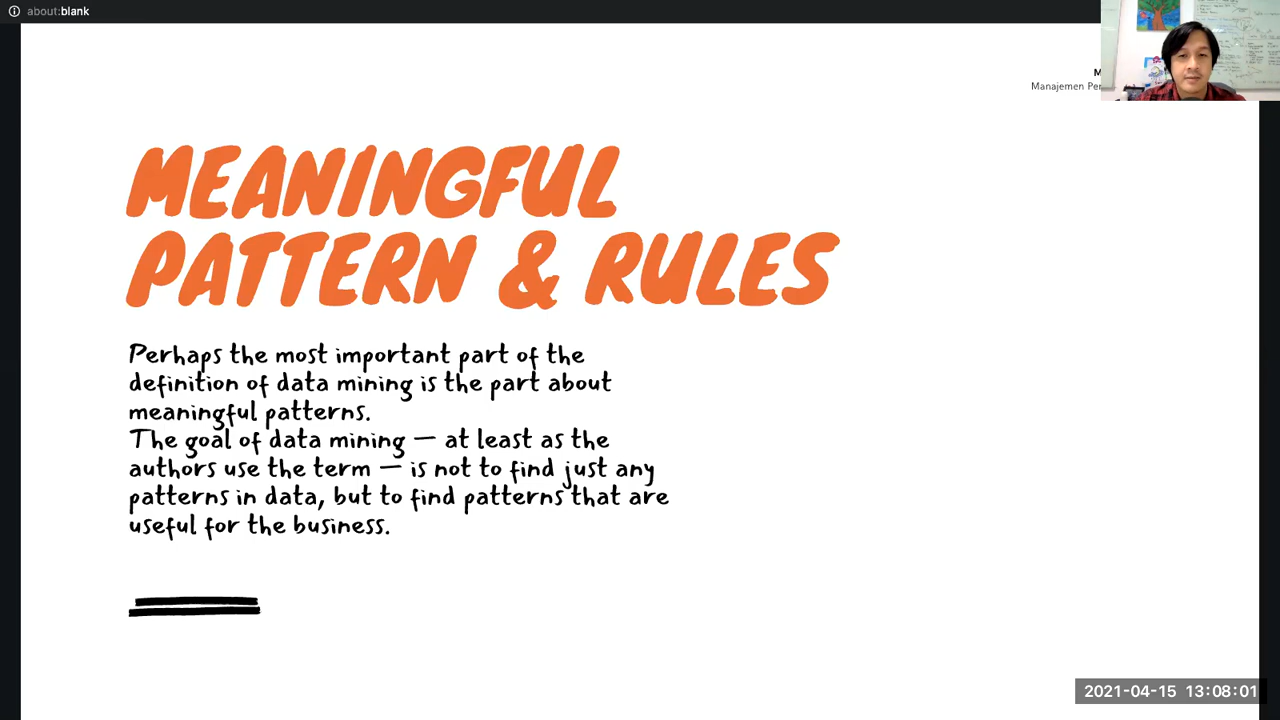 about:blank
Manajemen
MEANINGFUL
PATTERN & RULES
Perhaps the most important part of the
definition of data mining is the part about
meaningful patterns.
The goal of data mining — at least as the
authors use the term — is not to find just any
patterns in data, but to find patterns that are
useful for the business.
2021-04-15 13:08:01